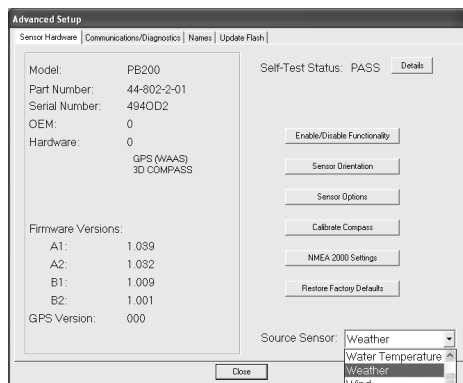 Advanced Setup
Sensor Hardware Communications/Diagnostics Names Update Flash
Model: PB200
Part Number: 44-802-2-01
Serial Number: 494OD2
OEM: 0
Hardware: 0
GPS (WAAS)
3D COMPASS
Firmware Versions:
A1: 1.039
A2: 1.032
B1: 1.009
B2: 1.001
GPS Version: 000
Self-Test Status: PASS Details
Enable/Disable Functionality
Sensor Orientation
Sensor Options
Calibrate Compass
NMEA 2000 Settings
Restore Factory Defaults
Source Sensor: Weather
Water Temperature
Weather
Wind
Close